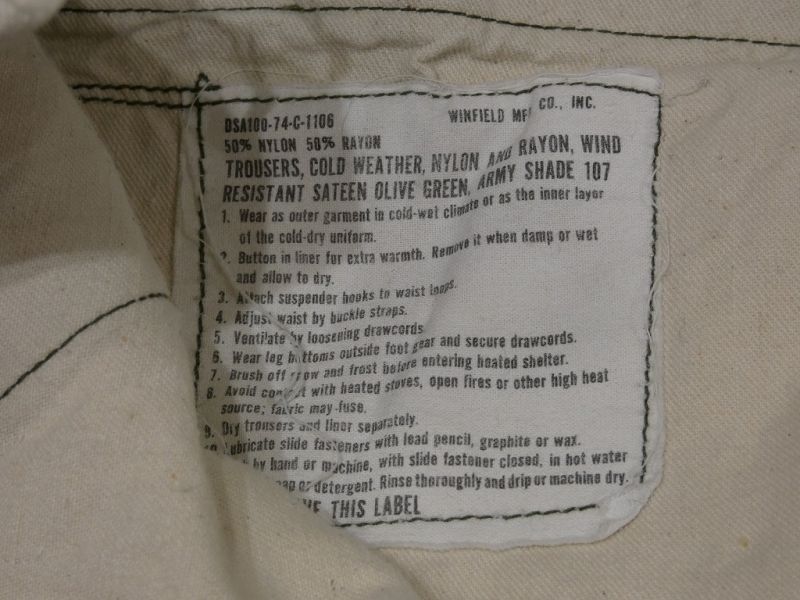 DSA100-74-C-1106 WINFIELD MFG CO., INC.
50% NYLON 50% RAYON
TROUSERS, COLD WEATHER, NYLON AND RAYON, WIND
RESISTANT SATEEN OLIVE GREEN, ARMY SHADE 107
1. Wear as outer garment in cold-wet climate or as the inner layer
of the cold-dry uniform.
2. Button in liner for extra warmth. Remove it when damp or wet
and allow to dry.
3. Attach suspender hooks to waist loops.
4. Adjust waist by buckle straps.
5. Ventilate by loosening drawcords
6. Wear leg bottoms outside foot gear and secure drawcords.
7. Brush off snow and frost before entering heated shelter.
8. Avoid contact with heated stoves, open fires or other high heat
source; fabric may fuse.
9. Dry trousers and liner separately.
Lubricate slide fasteners with lead pencil, graphite or wax.
by hand or machine, with slide fastener closed, in hot water
or detergent. Rinse thoroughly and drip or machine dry.
THIS LABEL